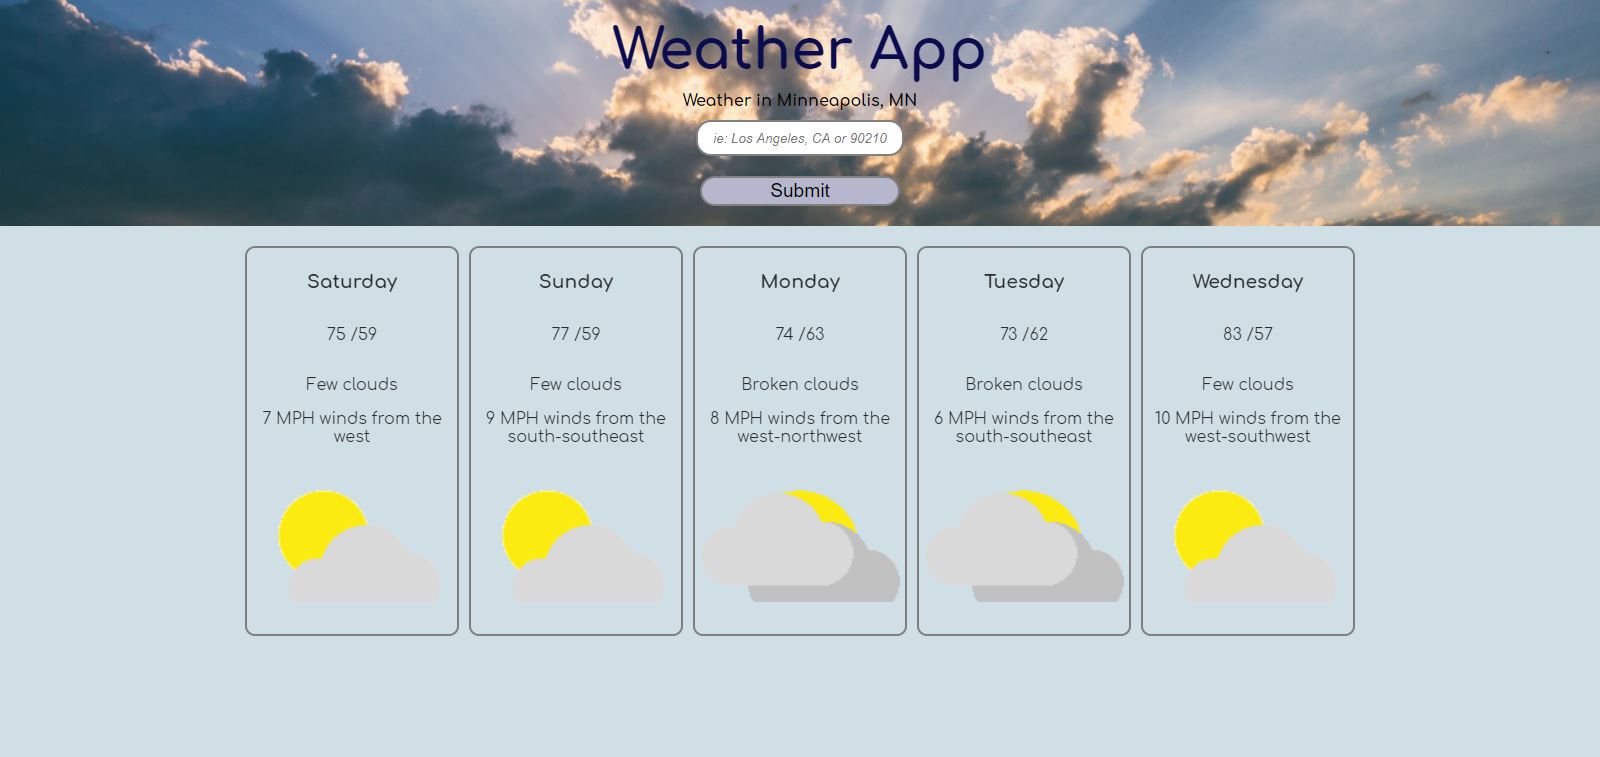 Weather App
Weather in Minneapolis, MN
ie: Los Angeles, CA or 90210
Submit
Saturday
75 /59
Few clouds
7 MPH winds from the
west
Sunday
77 /59
Few clouds
9 MPH winds from the
south-southeast
Monday
74 /63
Broken clouds
8 MPH winds from the
west-northwest
Tuesday
73 /62
Broken clouds
6 MPH winds from the
south-southeast
Wednesday
83 /57
Few clouds
10 MPH winds from the
west-southwest